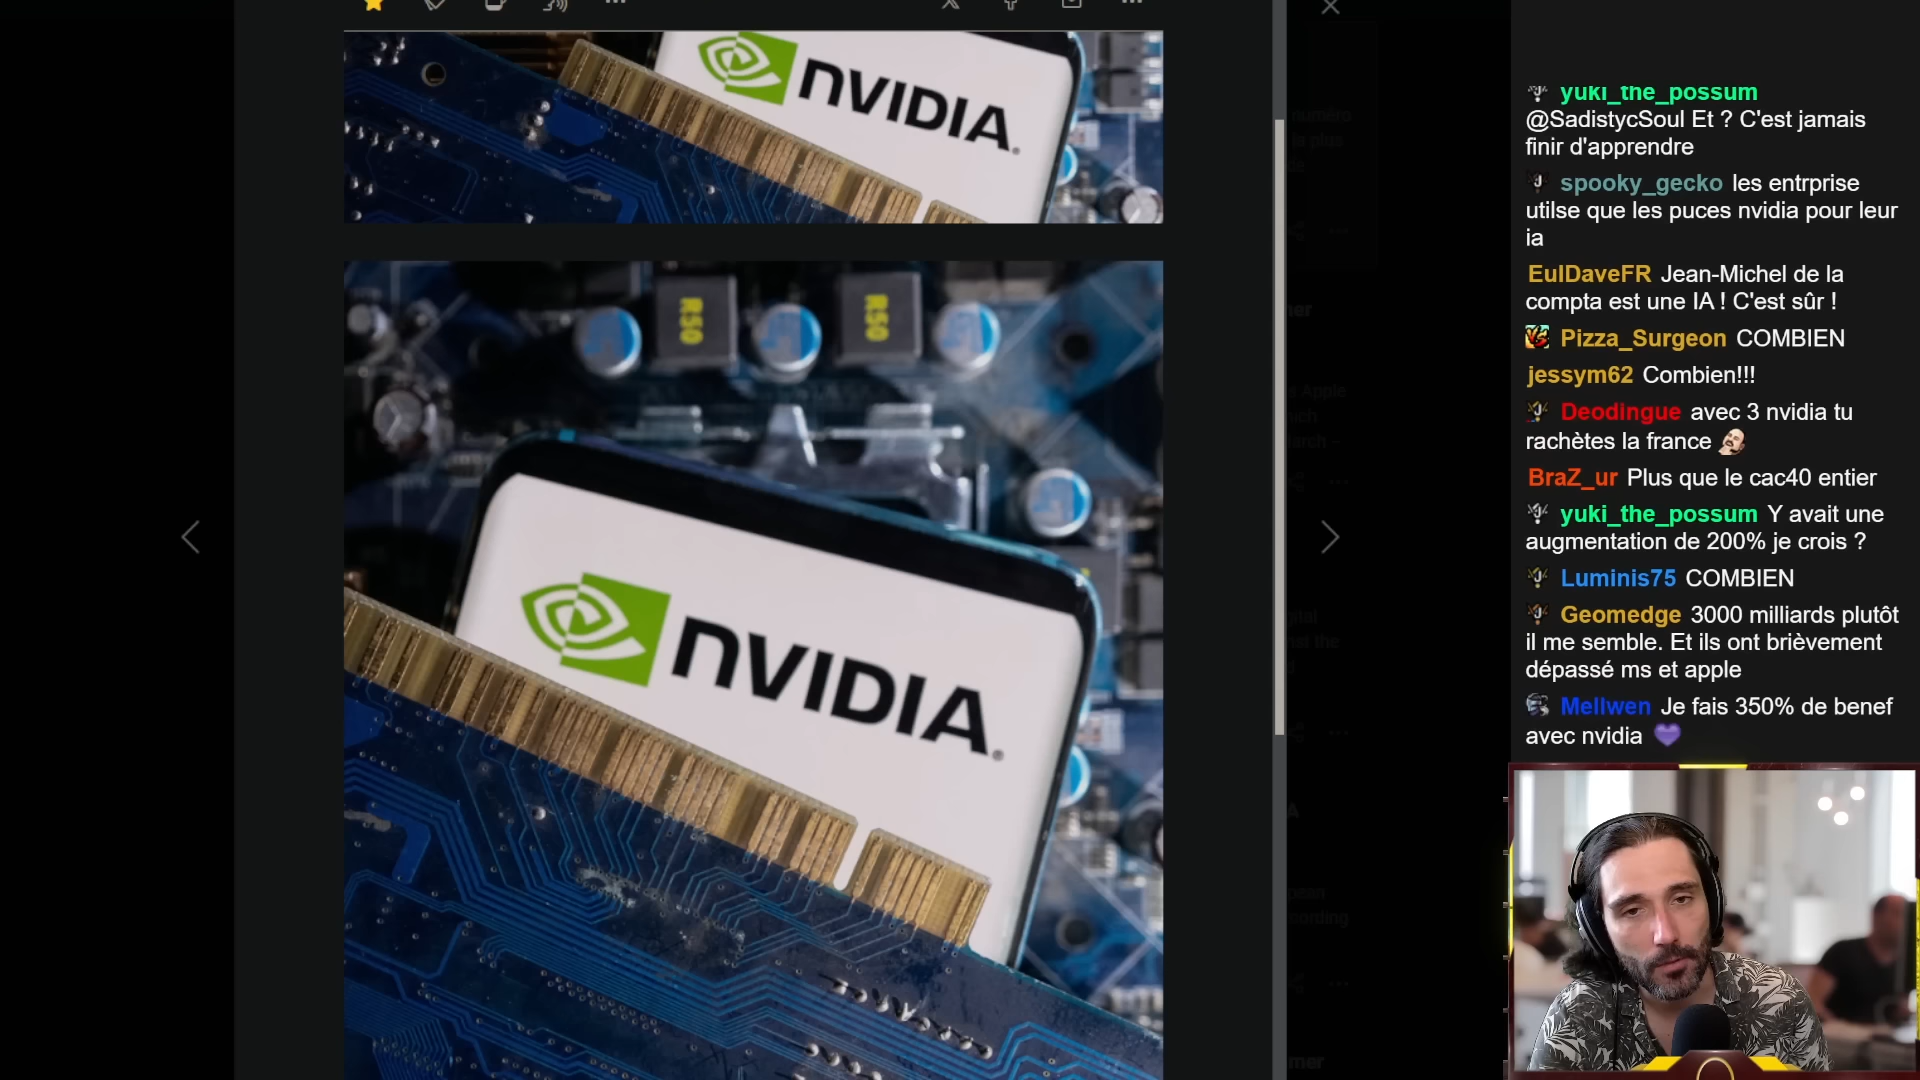 NVIDIA.
R50
R50
NVIDIA.
yuki_the_possum
@SadistycSoul Et ? C'est jamais
finir d'apprendre
spooky_gecko les entrprise
utilse que les puces nvidia pour leur
ia
EulDaveFR Jean-Michel de la
compta est une IA ! C'est sûr !
Pizza_Surgeon COMBIEN
jessym62 Combien!!!
Deodingue avec 3 nvidia tu
rachètes la france
BraZ_ur Plus que le cac40 entier
yuki_the_possum Y avait une
augmentation de 200% je crois ?
Luminis75 COMBIEN
Geomedge 3000 milliards plutôt
il me semble. Et ils ont brièvement
dépassé ms et apple
Mellwen Je fais 350% de benef
avec nvidia